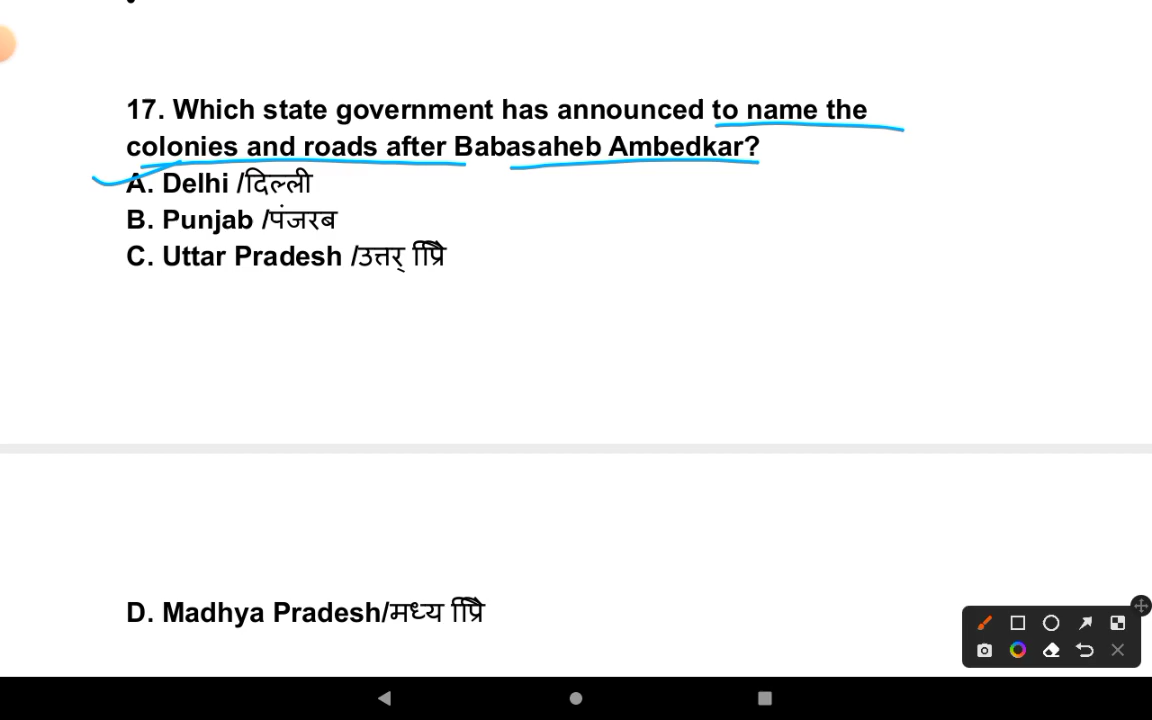 17. Which state government has announced to name the
colonies and roads after Babasaheb Ambedkar?
A. Delhi /दिल्ली
B. Punjab /पंजरब
C. Uttar Pradesh /उत्तर्
D. Madhya Pradesh/मध्य